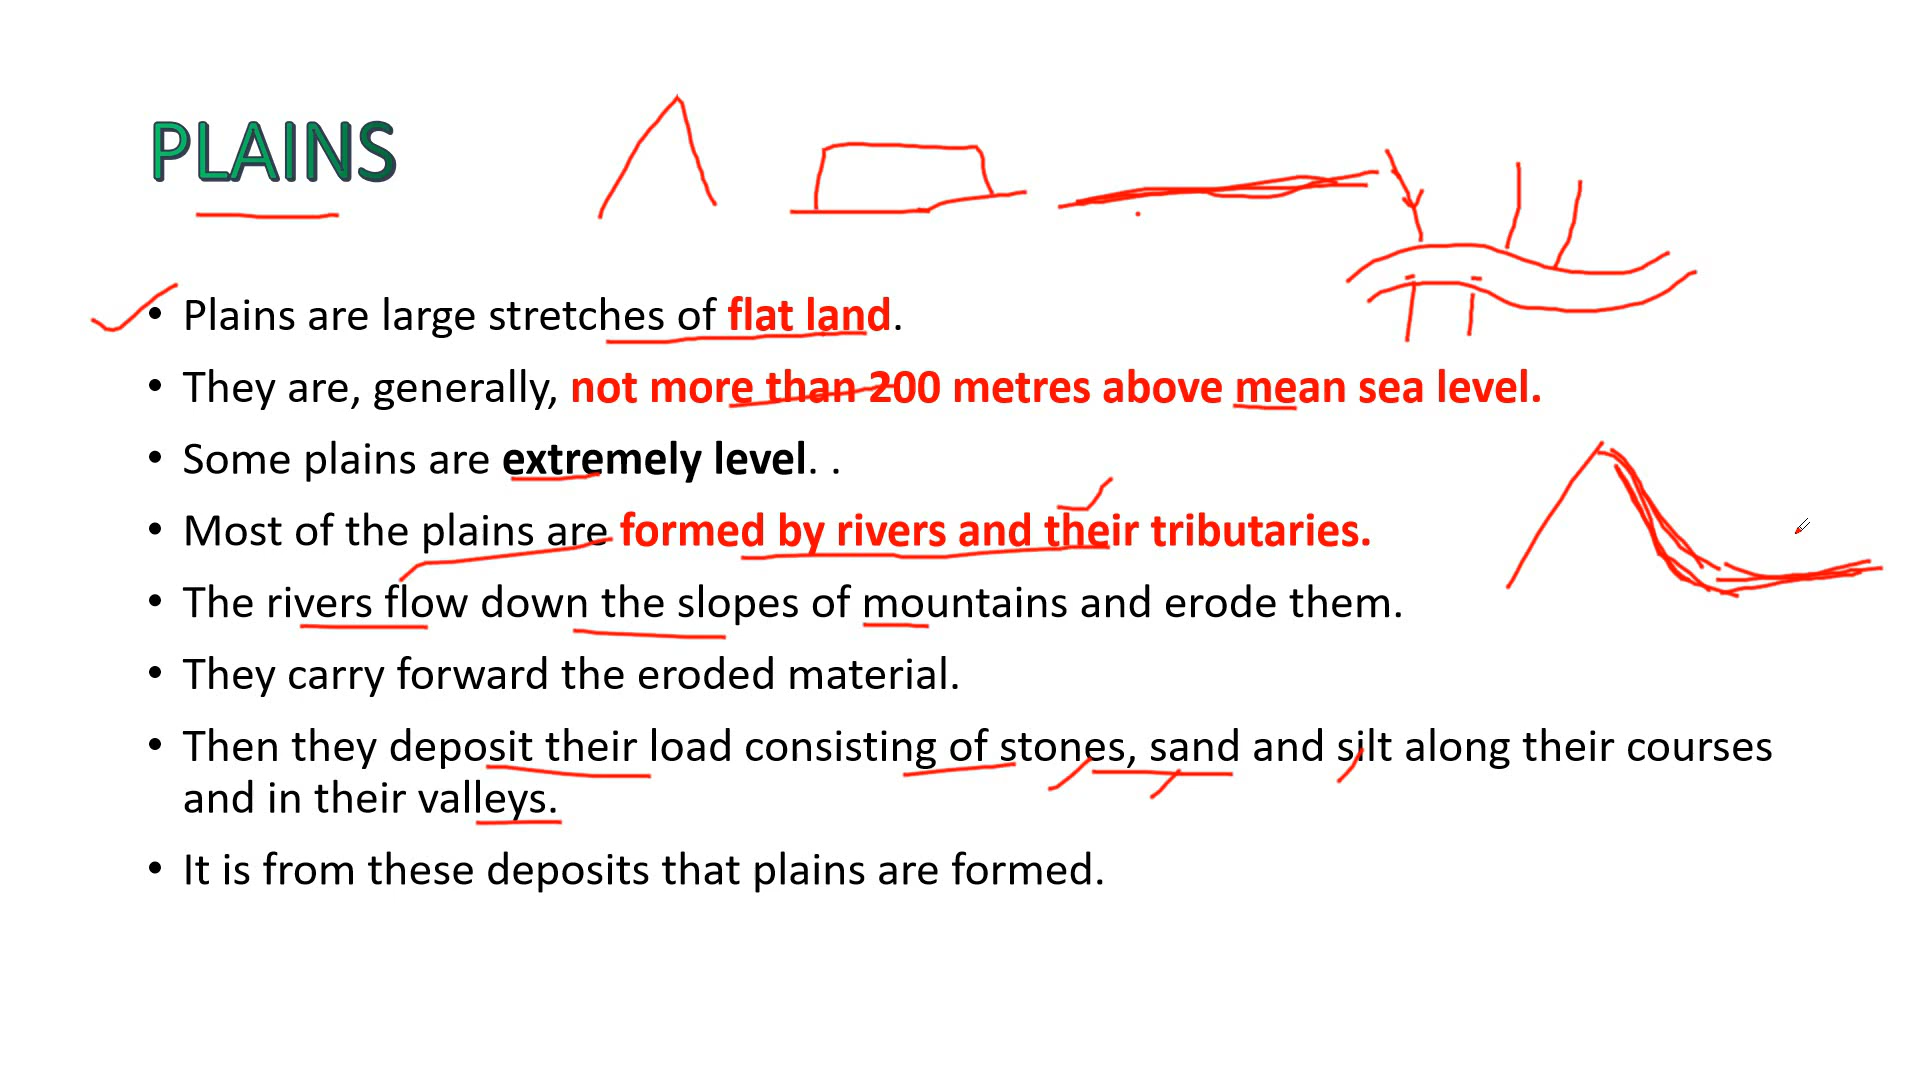 PLAINS
• Plains are large stretches of flat land.
• They are, generally, not more than 200 metres above mean sea level.
• Some plains are extremely level. .
• Most of the plains are formed by rivers and their tributaries.
• The rivers flow down the slopes of mountains and erode them.
• They carry forward the eroded material.
• Then they deposit their load consisting of stones, sand and silt along their courses
and in their valleys.
• It is from these deposits that plains are formed.